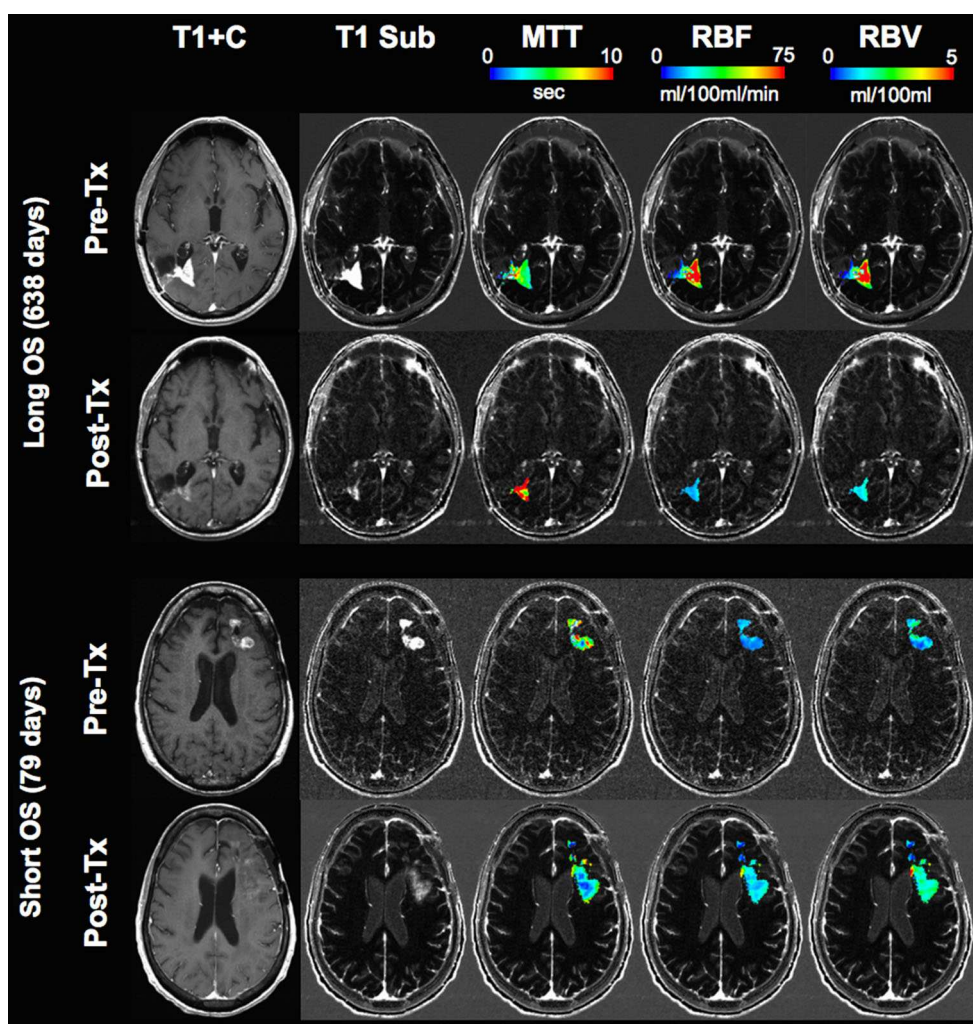 T1+C T1 Sub MTT RBF RBV
0 10 0 75 0 5
sec ml/100ml/min ml/100ml
Long OS (638 days)
Pre-Tx
Post-Tx
Short OS (79 days)
Pre-Tx
Post-Tx